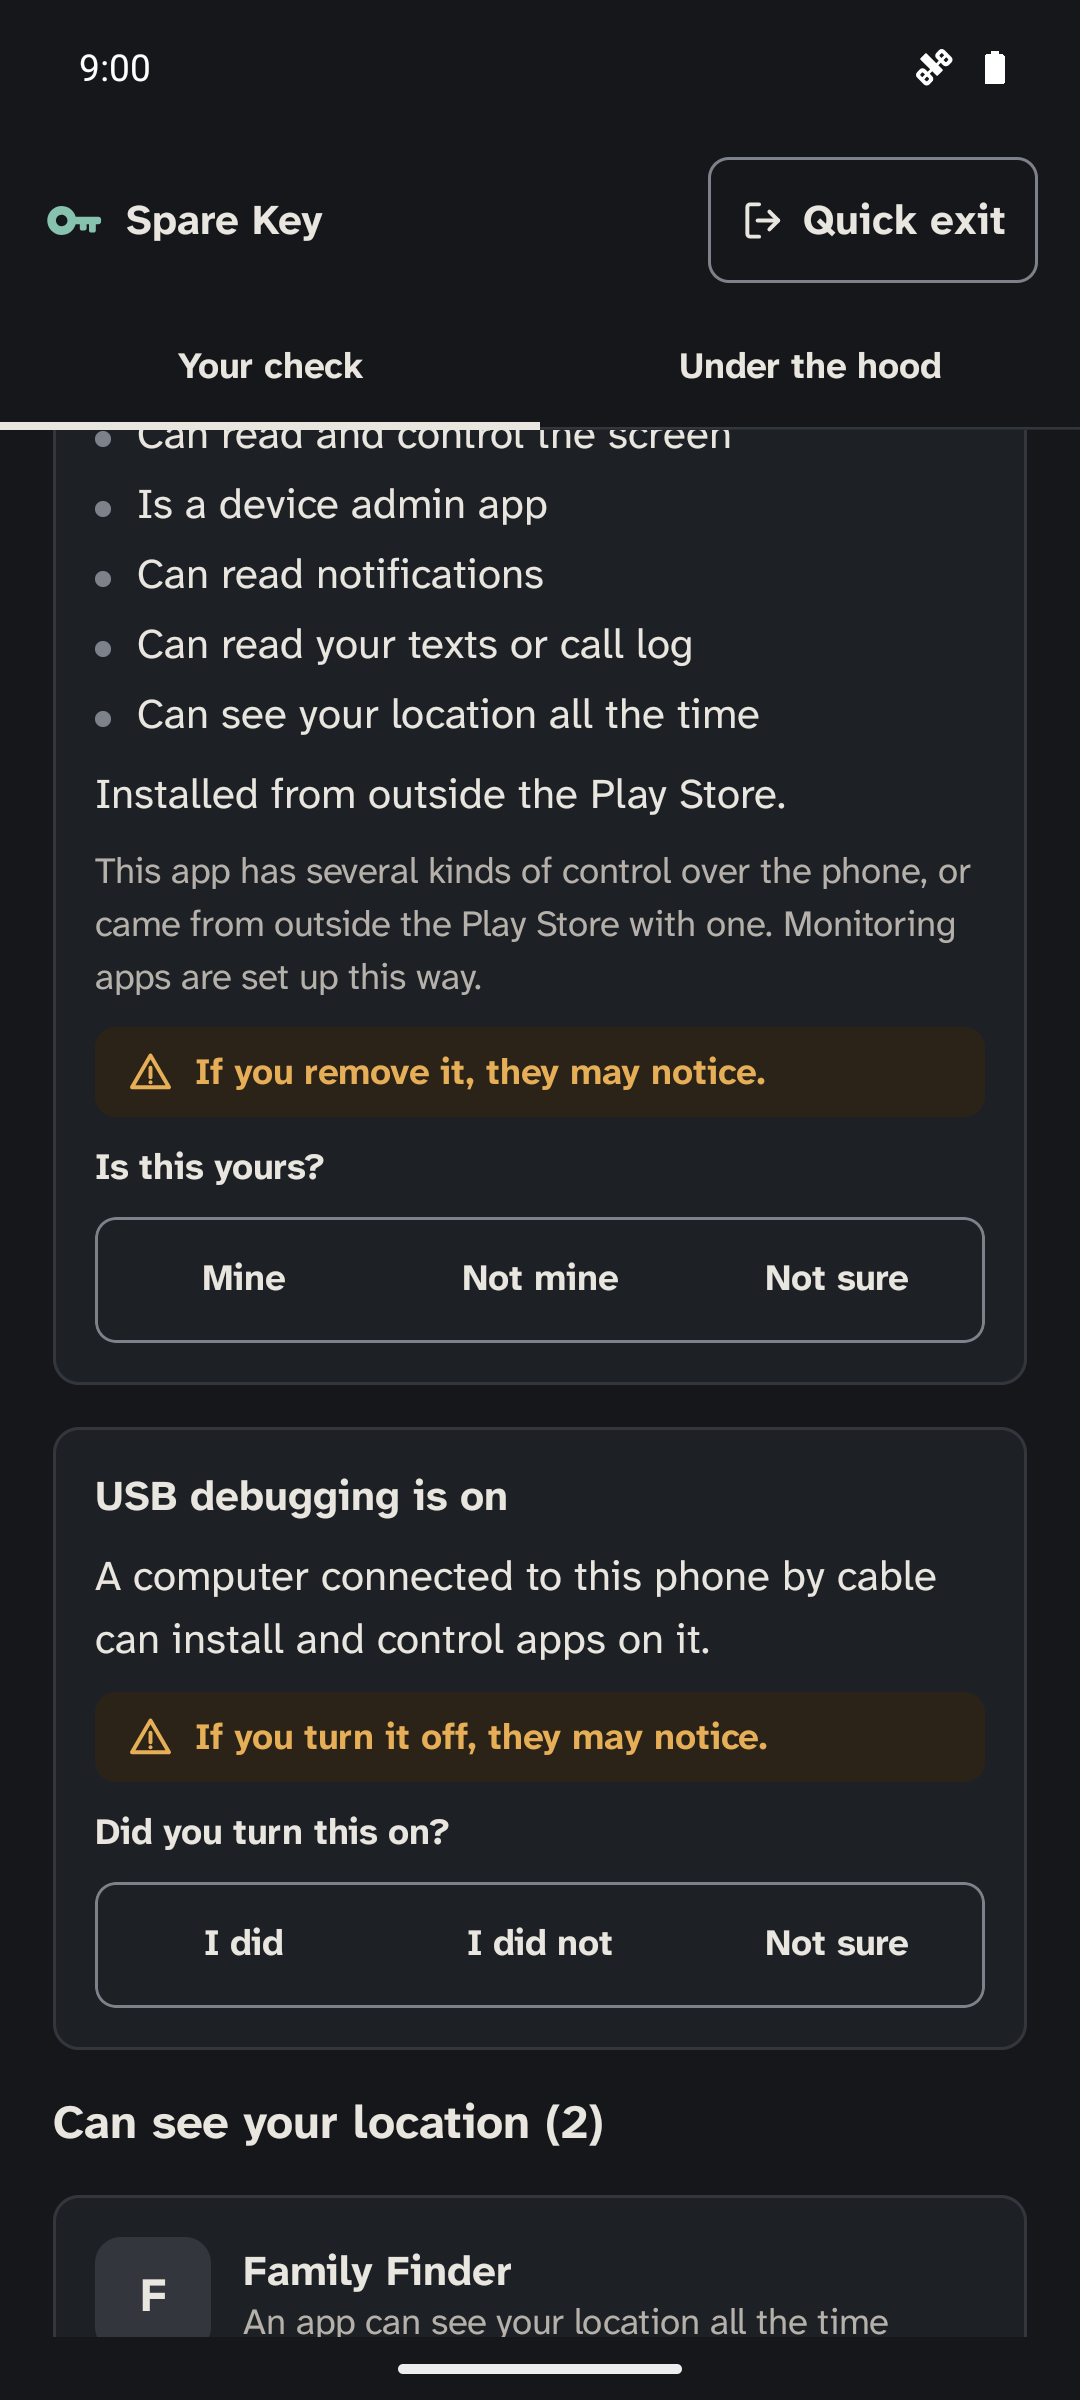 9:00
Spare Key
Quick exit
Your check
Under the hood
Can read and control the screen
Is a device admin app
Can read notifications
Can read your texts or call log
Can see your location all the time
Installed from outside the Play Store.
This app has several kinds of control over the phone, or
came from outside the Play Store with one. Monitoring
apps are set up this way.
If you remove it, they may notice.
Is this yours?
Mine
Not mine
Not sure
USB debugging is on
A computer connected to this phone by cable
can install and control apps on it.
If you turn it off, they may notice.
Did you turn this on?
I did
I did not
Not sure
Can see your location (2)
F
Family Finder
An app can see your location all the time